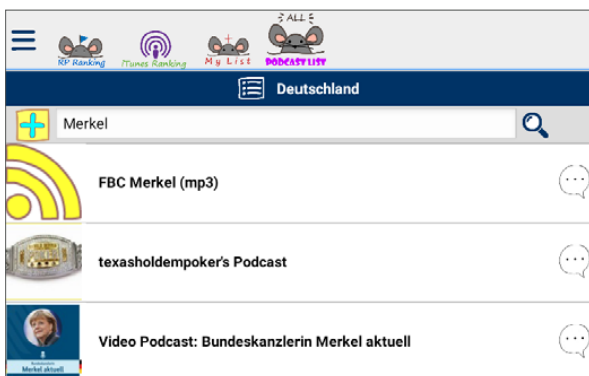 ALL
RP Ranking
iTunes Ranking
My List
PODCAST LIST
Deutschland
Merkel
FBC Merkel (mp3)
texasholdempoker's Podcast
Video Podcast: Bundeskanzlerin Merkel aktuell
Merkel aktuell